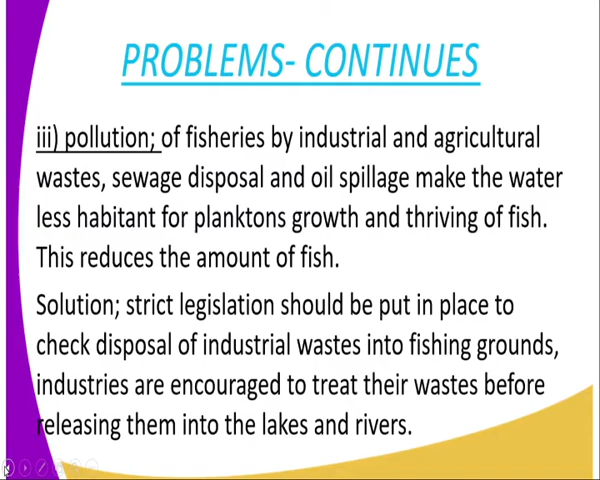 PROBLEMS- CONTINUES
iii) pollution; of fisheries by industrial and agricultural
wastes, sewage disposal and oil spillage make the water
less habitant for planktons growth and thriving of fish.
This reduces the amount of fish.
Solution; strict legislation should be put in place to
check disposal of industrial wastes into fishing grounds,
industries are encouraged to treat their wastes before
releasing them into the lakes and rivers.